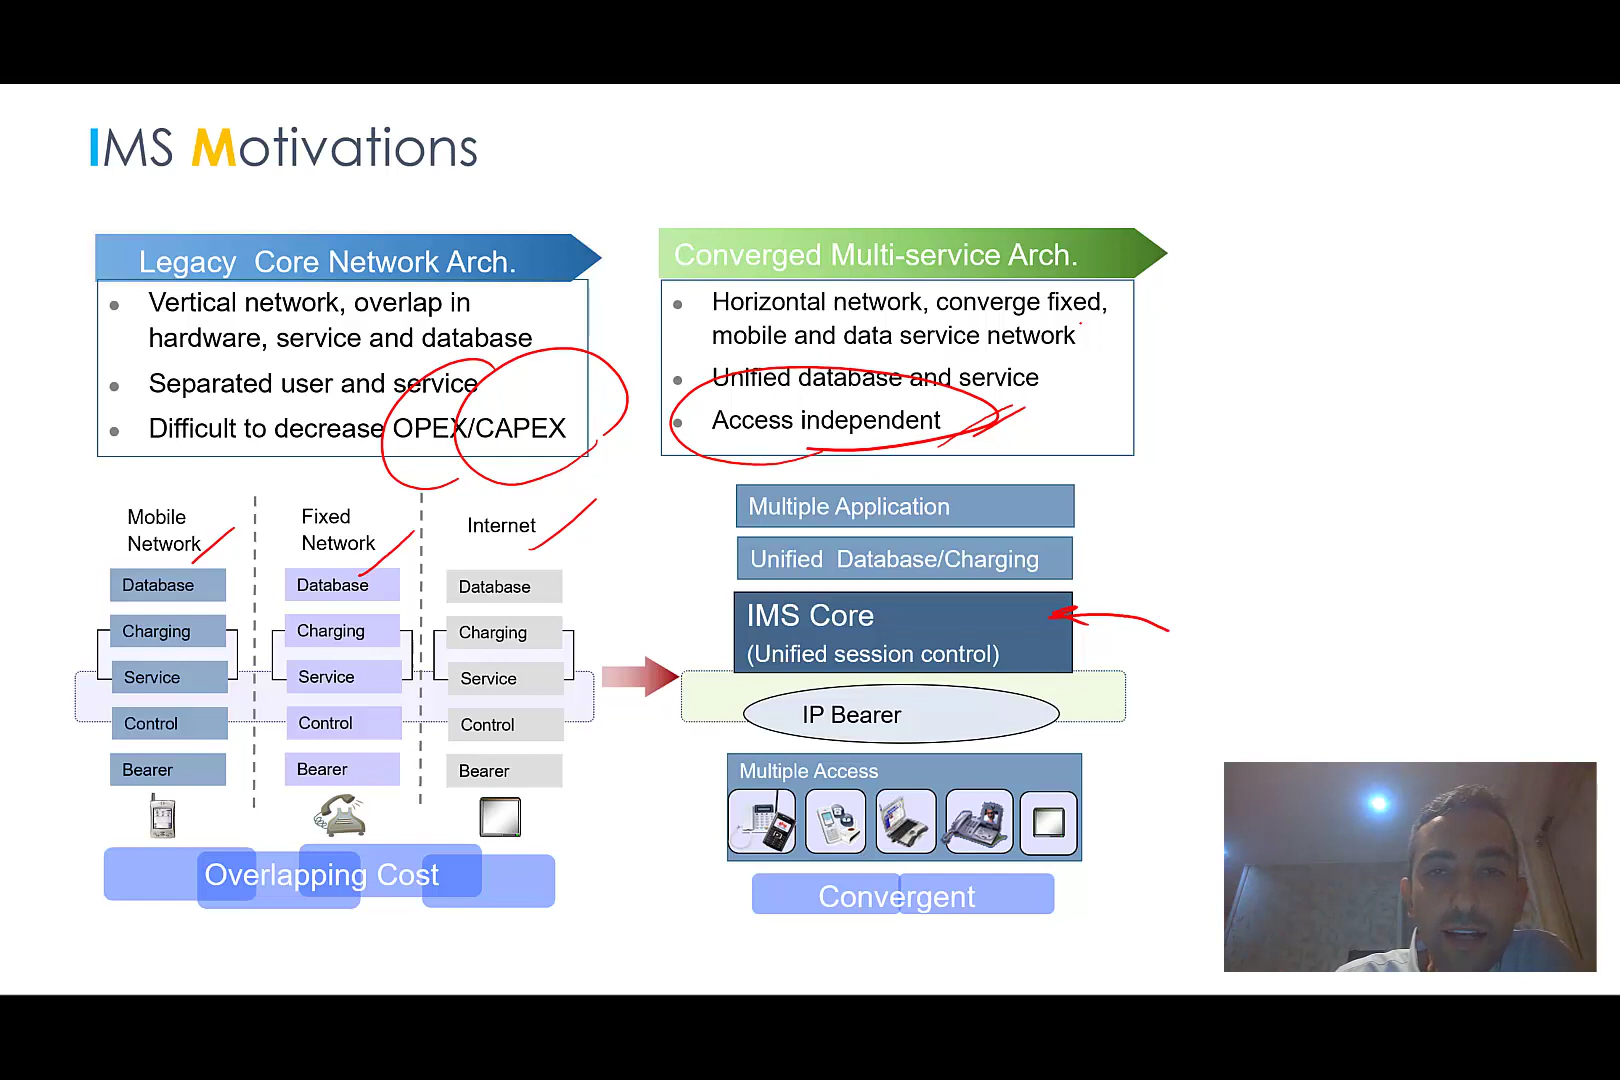 IMS Motivations
Legacy Core Network Arch.
Vertical network, overlap in
hardware, service and database
Separated user and service
Difficult to decrease OPEX/CAPEX
Converged Multi-service Arch.
Horizontal network, converge fixed,
mobile and data service network
Unified database and service
Access independent
Mobile
Network
Database
Charging
Service
Control
Bearer
Fixed
Network
Database
Charging
Service
Control
Bearer
Internet
Database
Charging
Service
Control
Bearer
Overlapping Cost
Multiple Application
Unified Database/Charging
IMS Core
(Unified session control)
IP Bearer
Multiple Access
Convergent